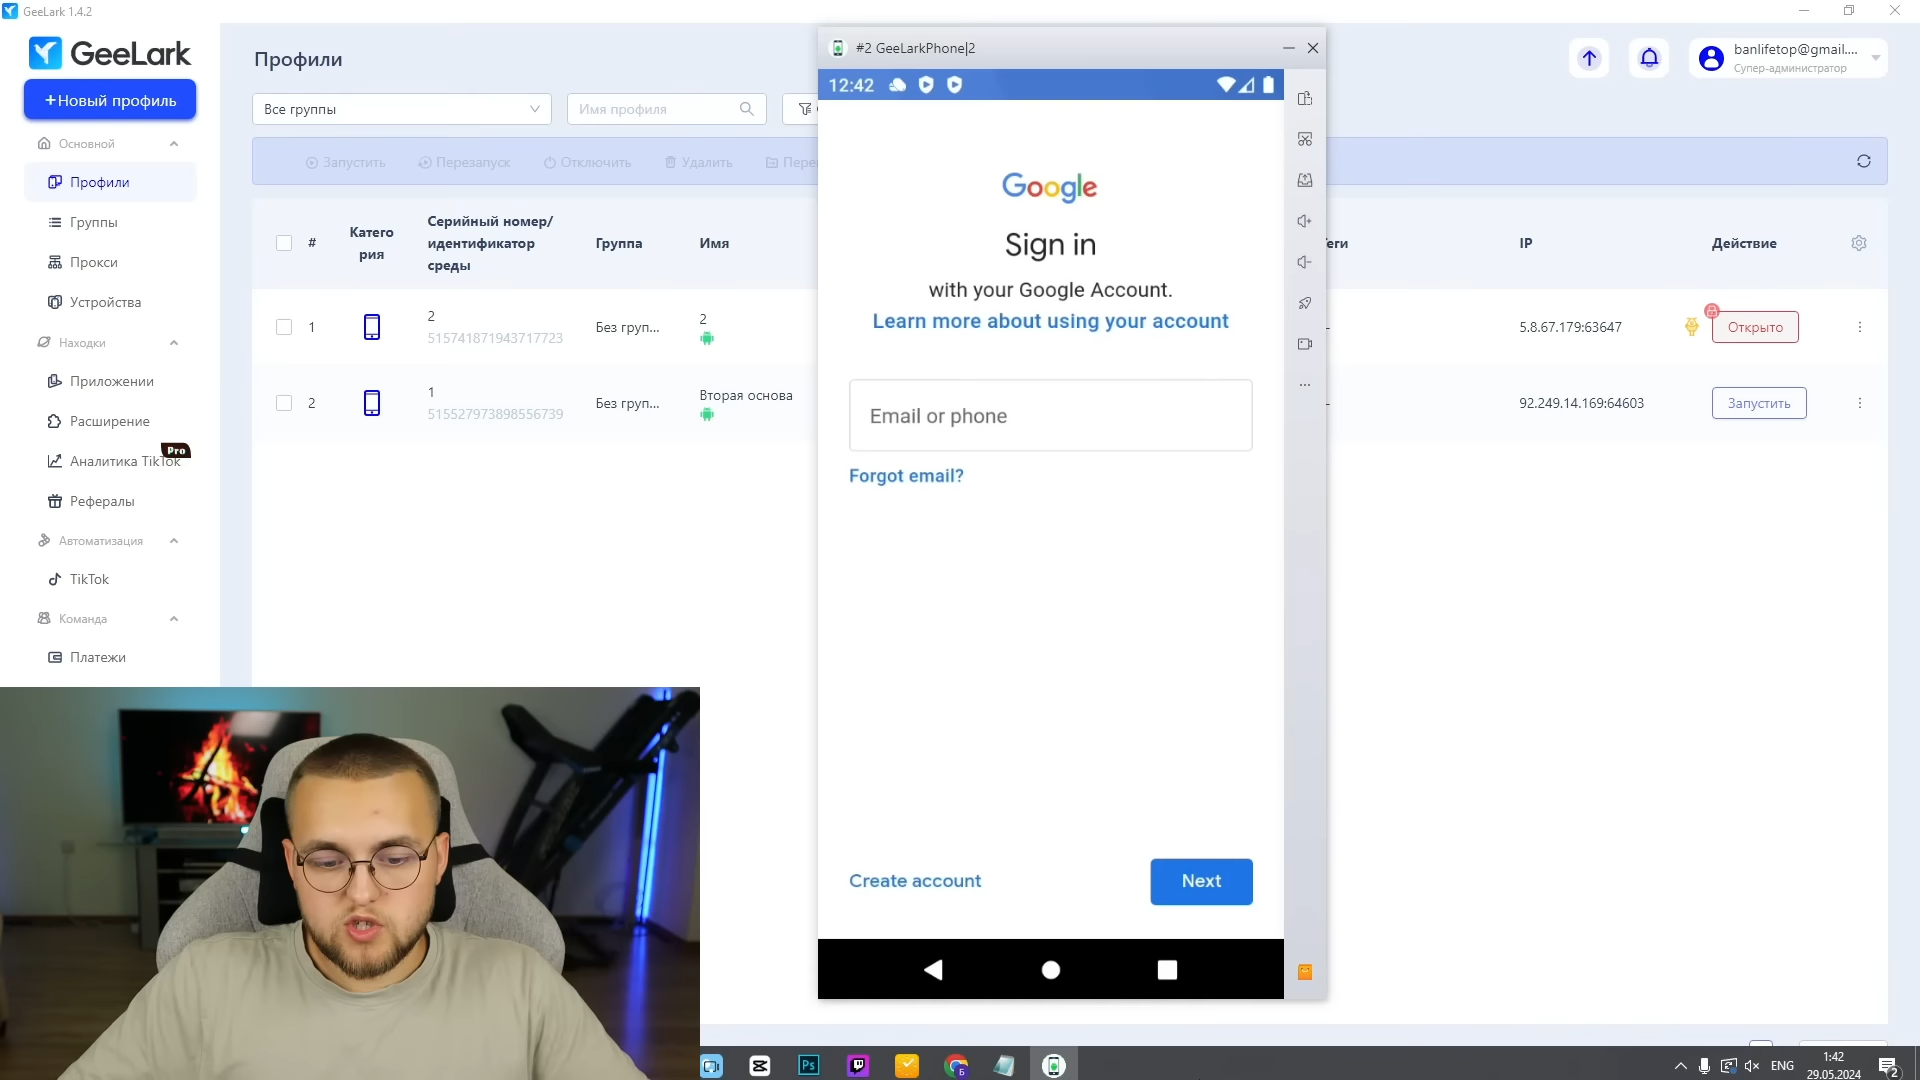 GeeLark 1.4.2
GeeLark
+Новый профиль
Основной
Профили
Группы
Прокси
Устройства
Находки
Приложении
Расширение
Аналитика TikTok
Pro
Рефералы
Автоматизация
TikTok
Команда
Платежи
Профили
banlifetop@gmail....
Супер-администратор
Все группы
Имя профиля
Запустить
Перезапуск
Отключить
Удалить
#
Катего
рия
Серийный номер/
идентификатор
среды
Группа
Имя
IP
Действие
1
2
515741871943717723
Без груп...
2
-
5.8.67.179:63647
Открыто
2
1
515527973898556739
Без груп...
Вторая основа
-
92.249.14.169:64603
Запустить
#2 GeeLarkPhone|2
12:42
Google
Sign in
with your Google Account.
Learn more about using your account
Email or phone
Forgot email?
Create account
Next
Ps
Б
ENG
1:42
29.05.2024
2